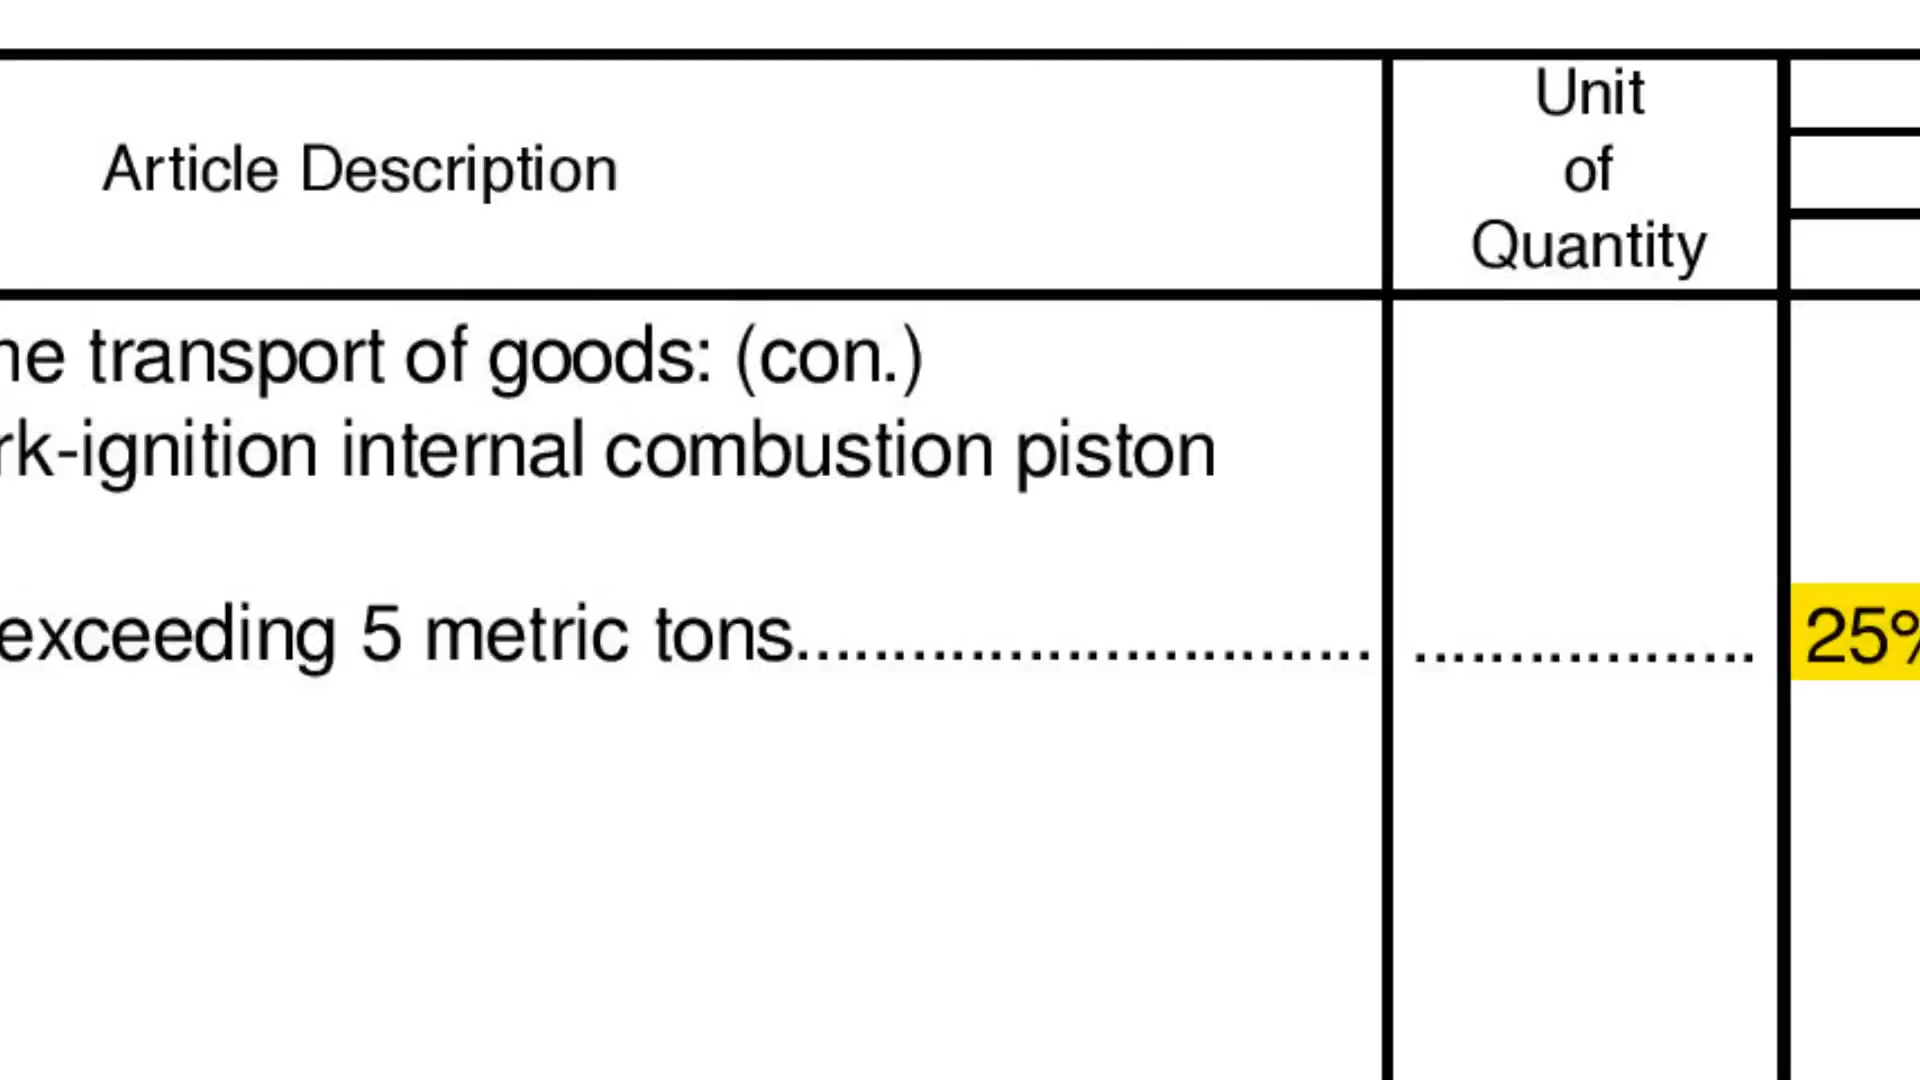 Article Description
Unit
of
Quantity
he transport of goods: (con.)
rk-ignition internal combustion piston
exceeding 5 metric tons.............................. ..................
25%